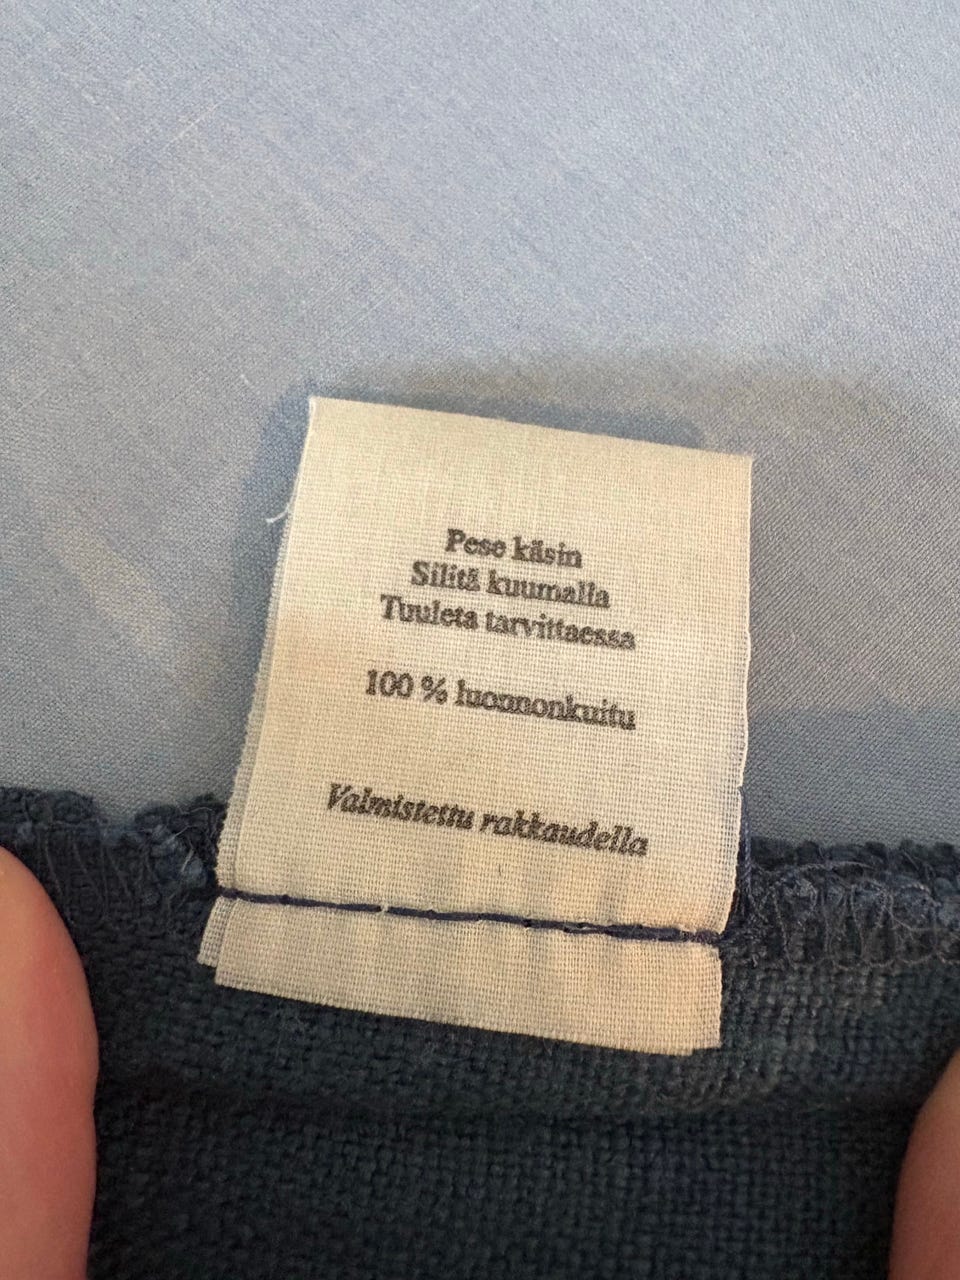 Pese käsin
Silitä kuumalla
Tuuleta tarvittaessa
100 % luonnonkuitu
Valmistettu rakkaudella